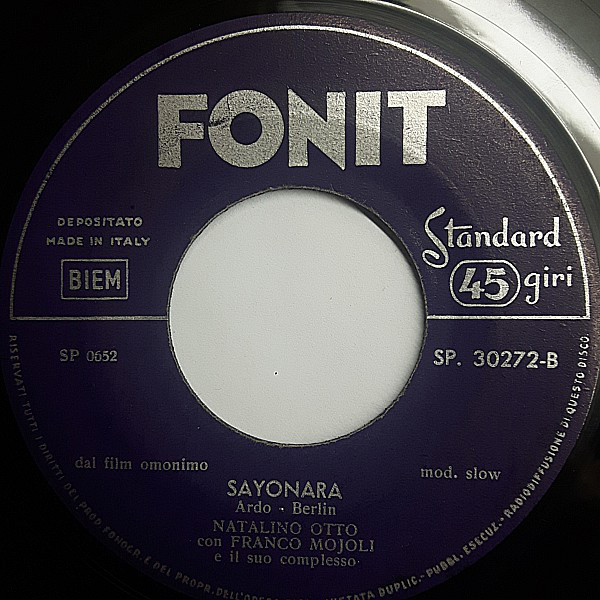 FONIT
DEPOSITATO
MADE IN ITALY
BIEM
Standard
45 giri
SP 0652
SP. 30272-B
dal film omonimo
mod. slow
SAYONARA
Ardo - Berlin
NATALINO OTTO
con FRANCO MOJOLI
e il suo complesso
RISERVATI TUTTI I DIRITTI DEL PROD. FONOGR. E DEL PROPR. DELL'OPERA DUPLIC.- PUBBL. ESECUZ.- RADIODIFFUSIONE DI QUESTO DISCO.